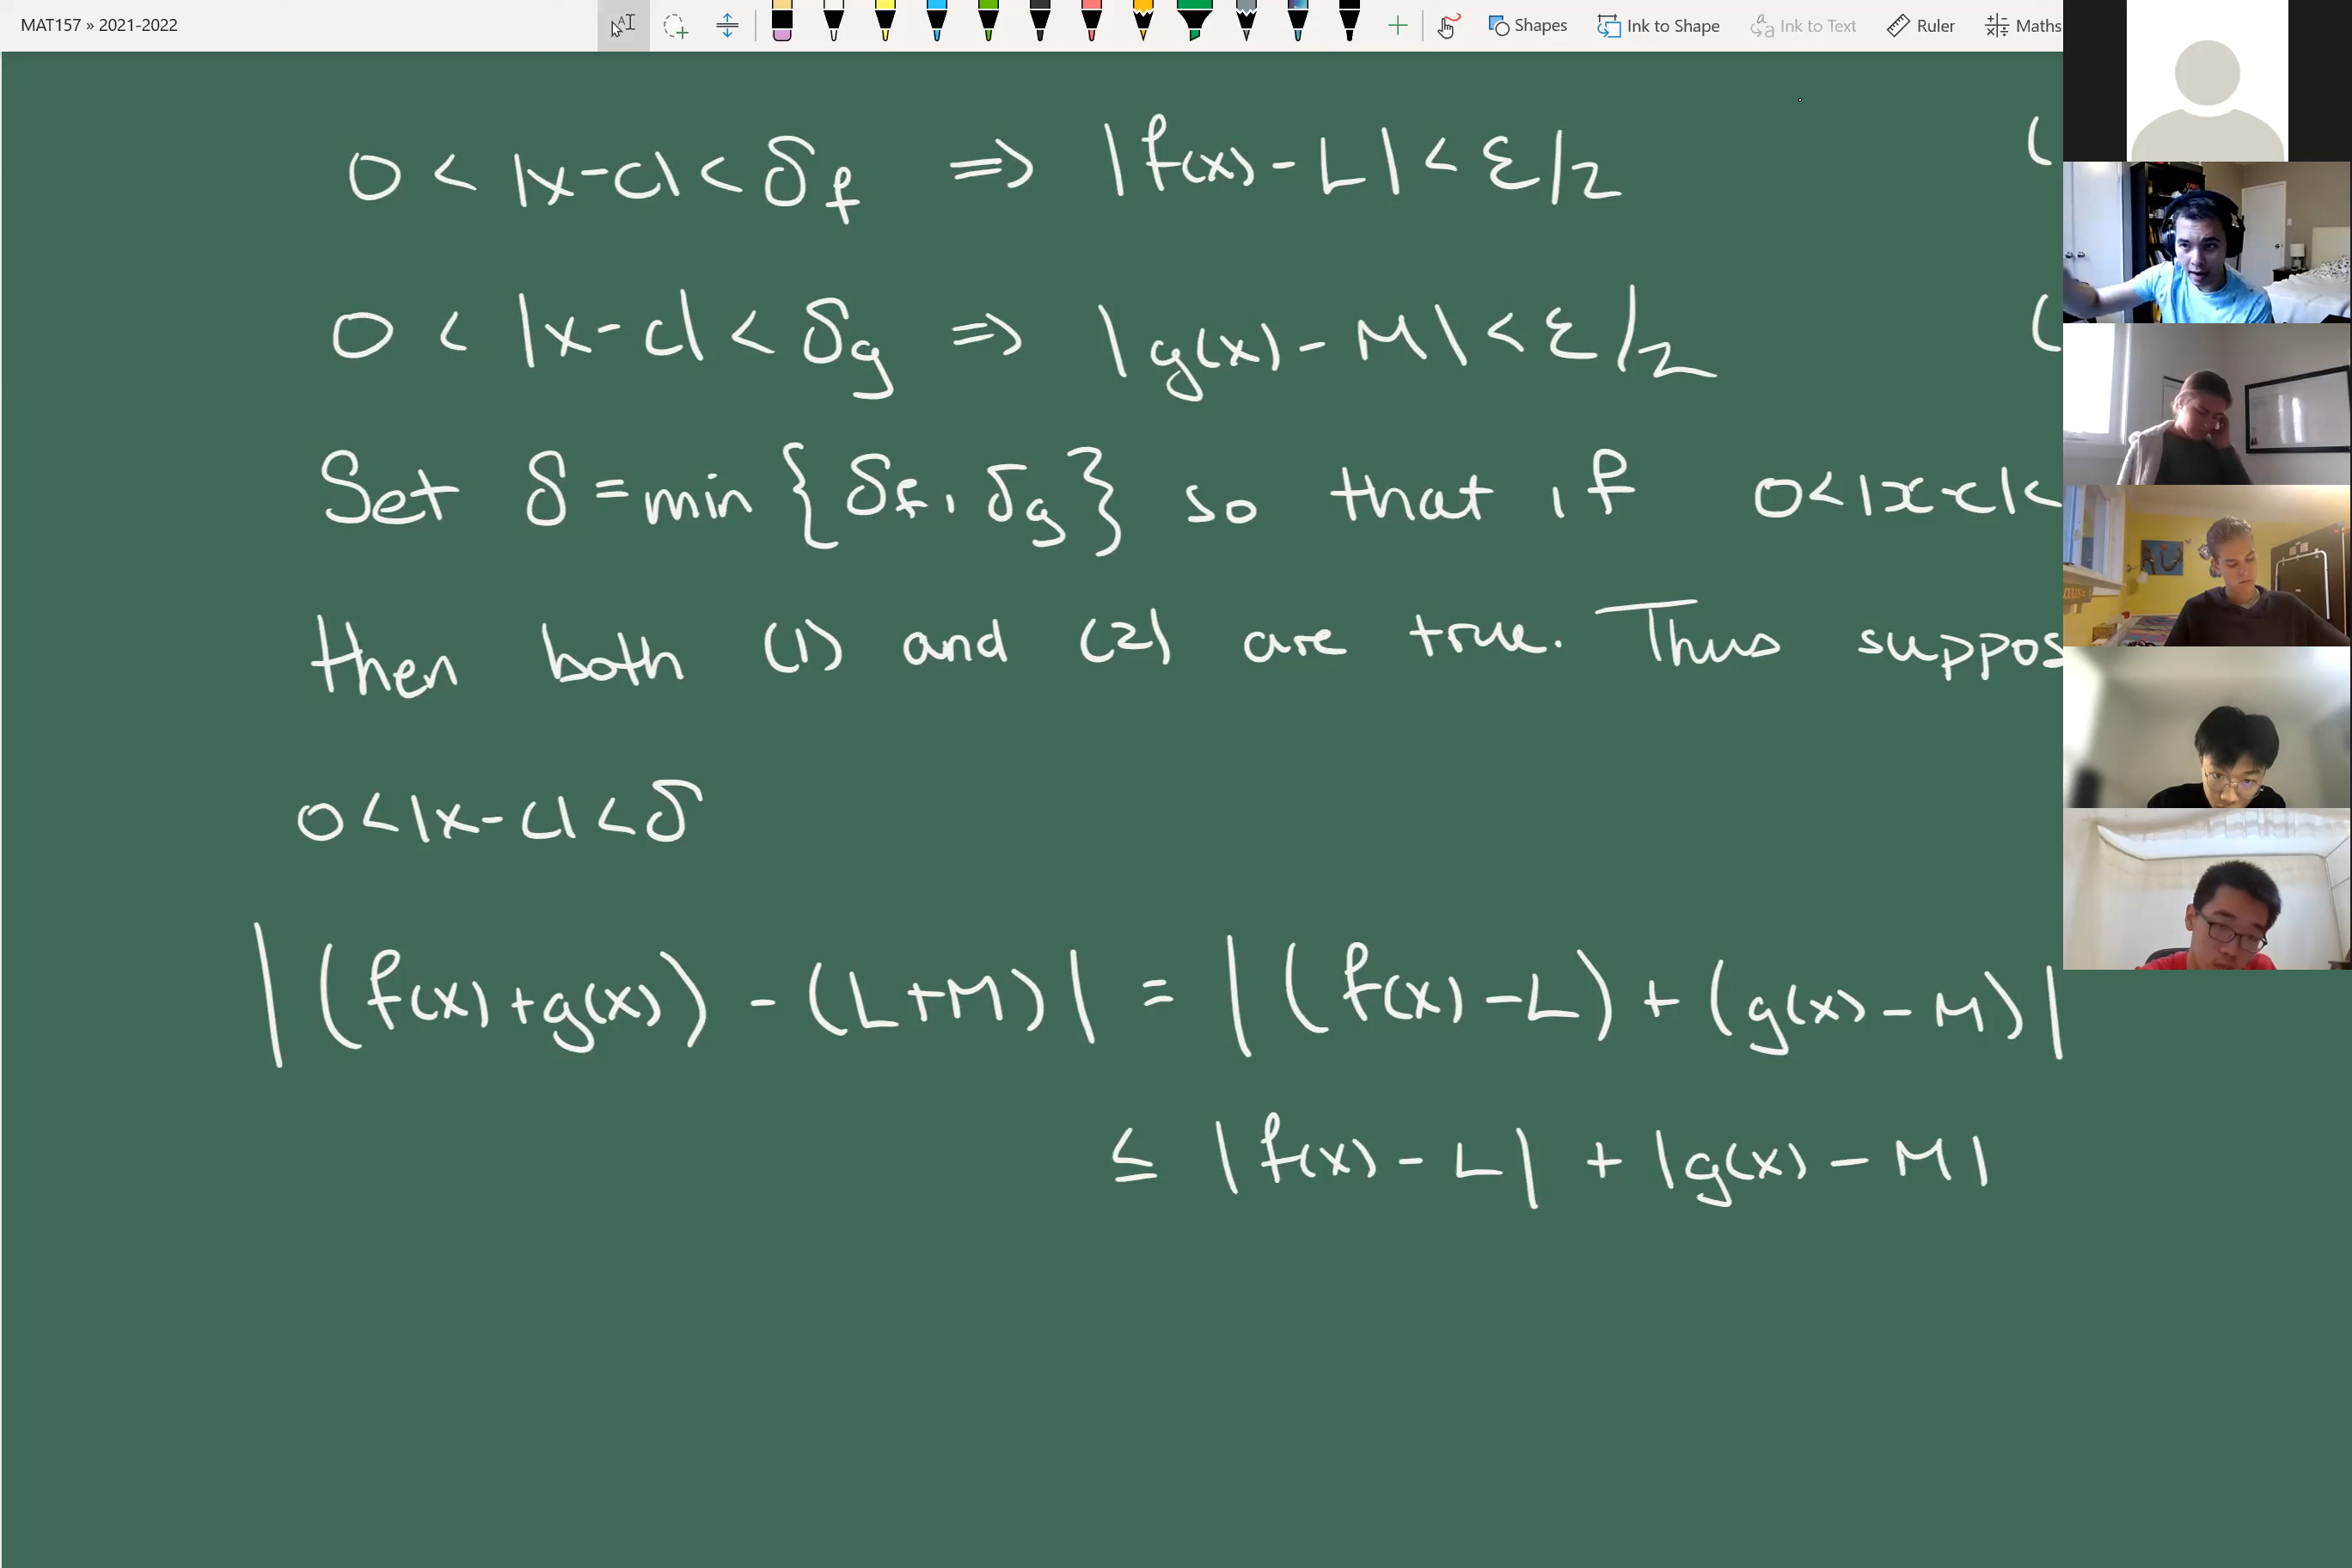 MAT157 » 2021-2022
Shapes Ink to Shape Ink to Text Ruler Maths
0 < |x-c| < δ_f ⇒ |f(x) - L| < ε/2 (
0 < |x-c| < δ_g ⇒ |g(x) - M| < ε/2 (
Set δ = min {δ_f, δ_g} so that if 0<|x-c|<
then both (1) and (2) are true. Thus suppos
0<|x-c|<δ
|(f(x)+g(x)) - (L+M)| = |(f(x)-L) + (g(x)-M)|
≤ |f(x) - L| + |g(x) - M|